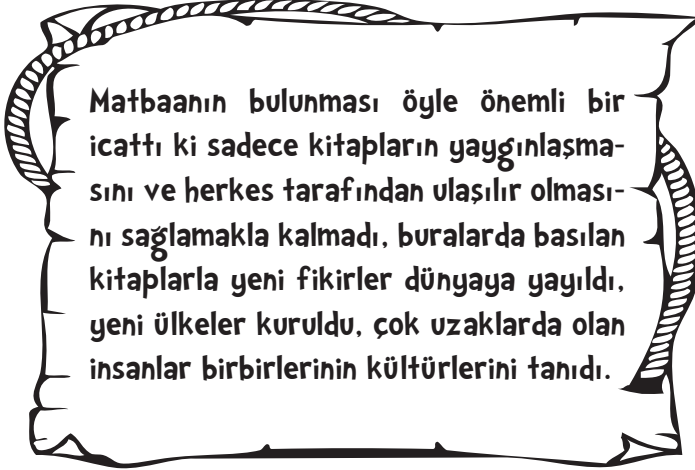 Matbaanın bulunması öyle önemli bir
icattı ki sadece kitapların yaygınlaşma-
sını ve herkes tarafından ulaşılır olması-
nı sağlamakla kalmadı, buralarda basılan
kitaplarla yeni fikirler dünyaya yayıldı,
yeni ülkeler kuruldu, çok uzaklarda olan
insanlar birbirlerinin kültürlerini tanıdı.